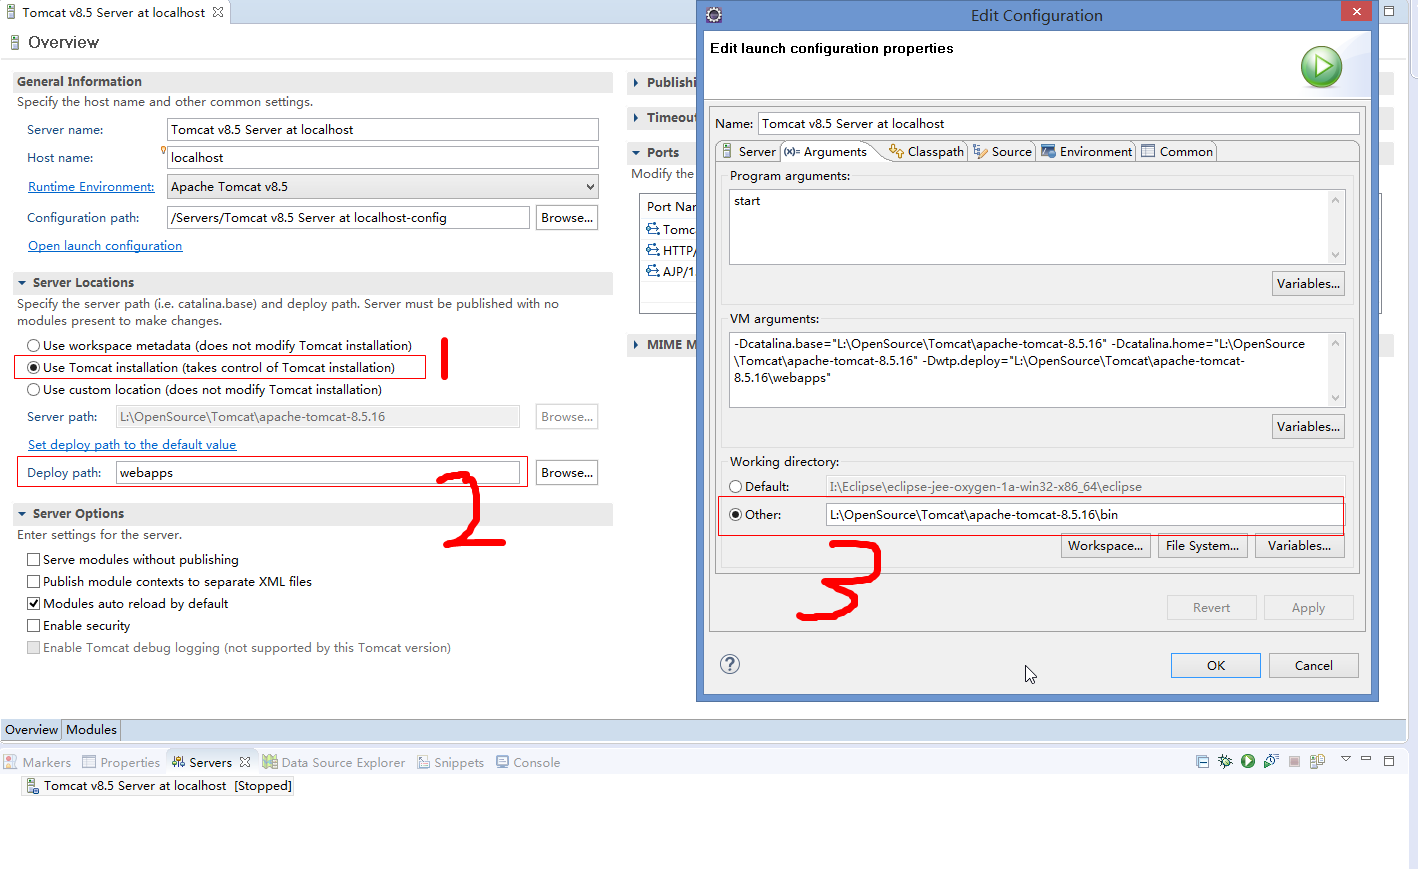 Tomcat v8.5 Server at localhost
Overview
General Information
Specify the host name and other common settings.
Server name: Tomcat v8.5 Server at localhost
Host name: localhost
Runtime Environment: Apache Tomcat v8.5
Configuration path: /Servers/Tomcat v8.5 Server at localhost-config Browse...
Open launch configuration
Server Locations
Specify the server path (i.e. catalina.base) and deploy path. Server must be published with no
modules present to make changes.
Use workspace metadata (does not modify Tomcat installation)
Use Tomcat installation (takes control of Tomcat installation)
1
Use custom location (does not modify Tomcat installation)
Server path: L:\OpenSource\Tomcat\apache-tomcat-8.5.16 Browse...
Set deploy path to the default value
Deploy path: webapps Browse...
2
Server Options
Enter settings for the server.
Serve modules without publishing
Publish module contexts to separate XML files
Modules auto reload by default
Enable security
Enable Tomcat debug logging (not supported by this Tomcat version)
Publishi
Timeout
Ports
Modify the
Port Nar
Tomc
HTTP/
AJP/1
MIME M
Edit Configuration
Edit launch configuration properties
Name: Tomcat v8.5 Server at localhost
Server (x)= Arguments Classpath Source Environment Common
Program arguments:
start
Variables...
VM arguments:
-Dcatalina.base="L:\OpenSource\Tomcat\apache-tomcat-8.5.16" -Dcatalina.home="L:\OpenSource
\Tomcat\apache-tomcat-8.5.16" -Dwtp.deploy="L:\OpenSource\Tomcat\apache-tomcat-
8.5.16\webapps"
Variables...
Working directory:
Default: I:\Eclipse\eclipse-jee-oxygen-1a-win32-x86_64\eclipse
Other: L:\OpenSource\Tomcat\apache-tomcat-8.5.16\bin
3
Workspace... File System... Variables...
Revert Apply
? OK Cancel
Overview Modules
Markers Properties Servers Data Source Explorer Snippets Console
Tomcat v8.5 Server at localhost [Stopped]